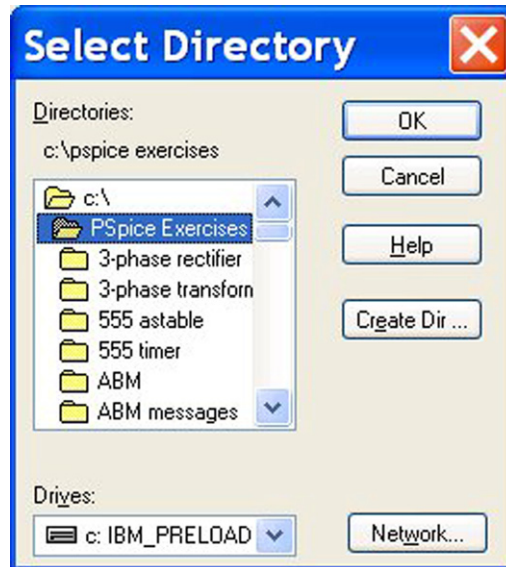 Select Directory
Directories:
c:\pspice exercises
c:\
PSpice Exercises
3-phase rectifier
3-phase transforn
555 astable
555 timer
ABM
ABM messages
Drives:
c: IBM_PRELOAD
OK
Cancel
Help
Create Dir ...
Network...